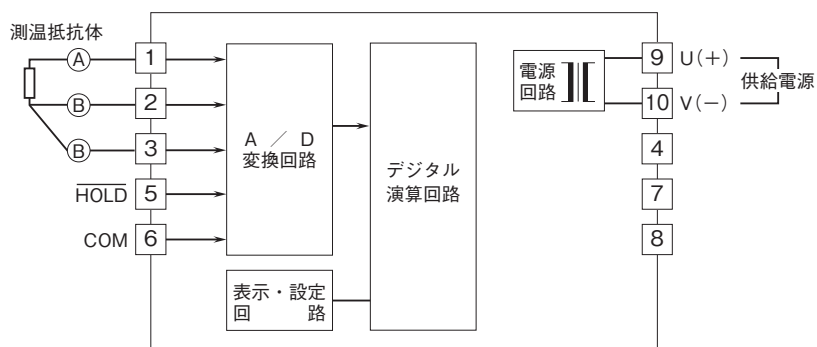 測温抵抗体
A
B
B
1
2
3
HOLD
5
COM
6
A ／ D
変換回路
デジタル
演算回路
表示・設定
回 路
電源
回路
9
U(+)
10
V(−)
供給電源
4
7
8